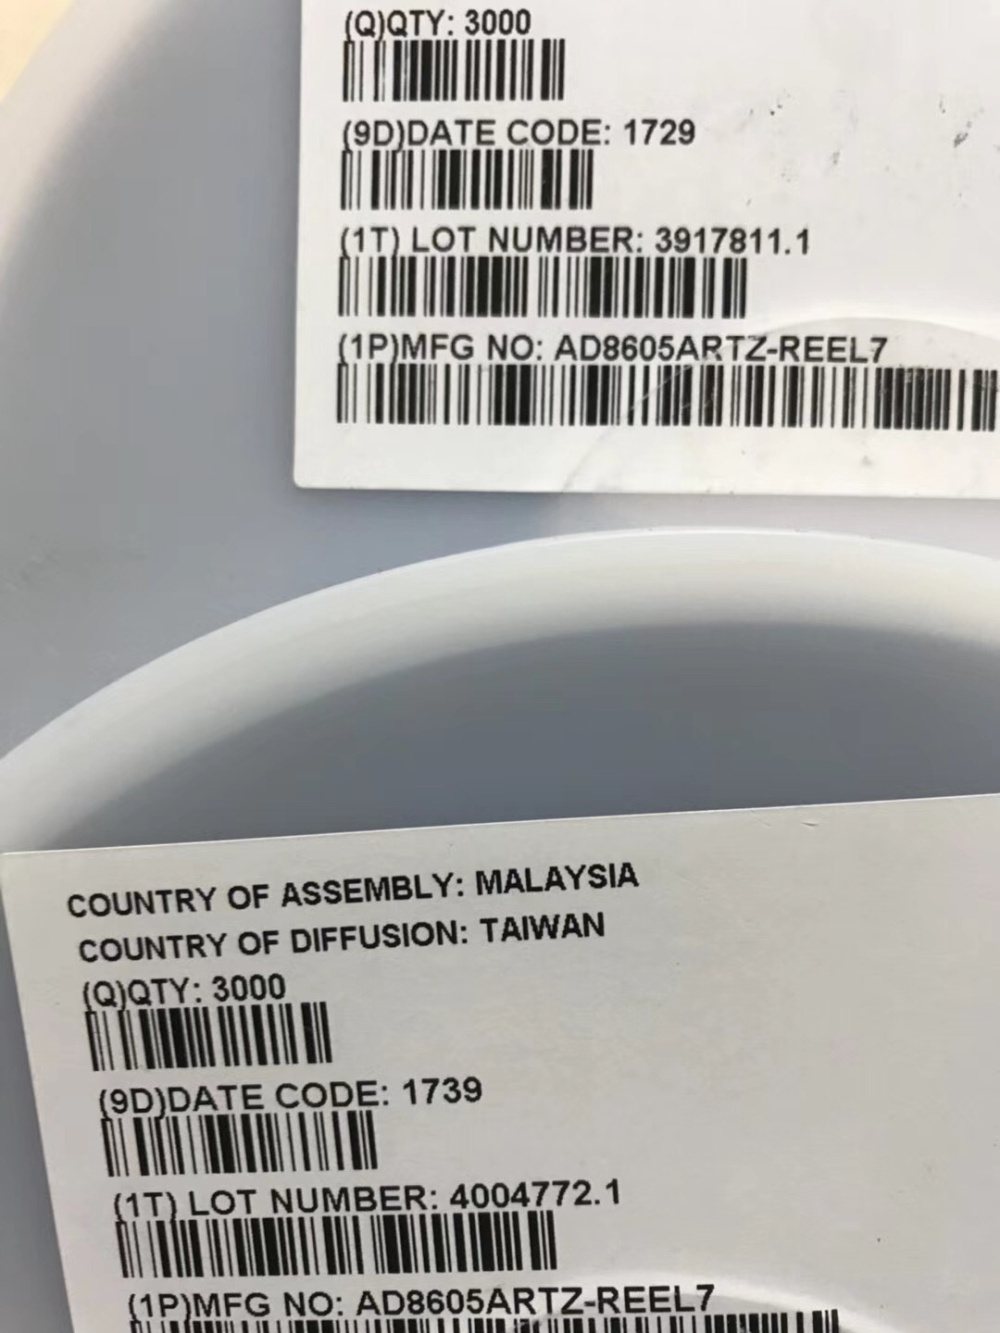 (Q)QTY: 3000
(9D)DATE CODE: 1729
(1T) LOT NUMBER: 3917811.1
(1P)MFG NO: AD8605ARTZ-REEL7
COUNTRY OF ASSEMBLY: MALAYSIA
COUNTRY OF DIFFUSION: TAIWAN
(Q)QTY: 3000
(9D)DATE CODE: 1739
(1T) LOT NUMBER: 4004772.1
(1P)MFG NO: AD8605ARTZ-REEL7